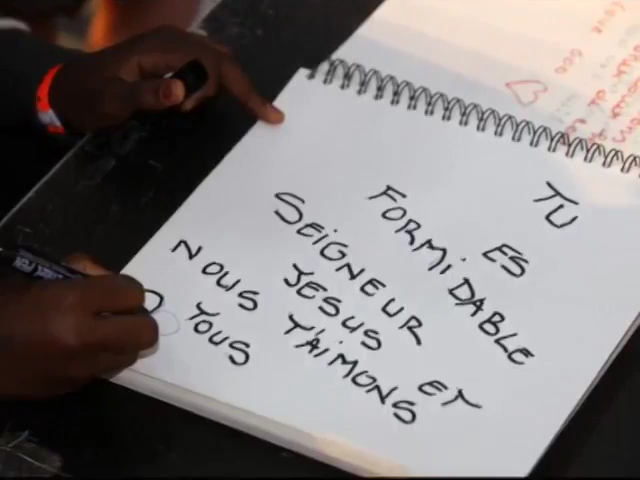 TU
ES
FORMIDABLE
SEIGNEUR
JESUS ET
NOUS T'AIMONS
TOUS